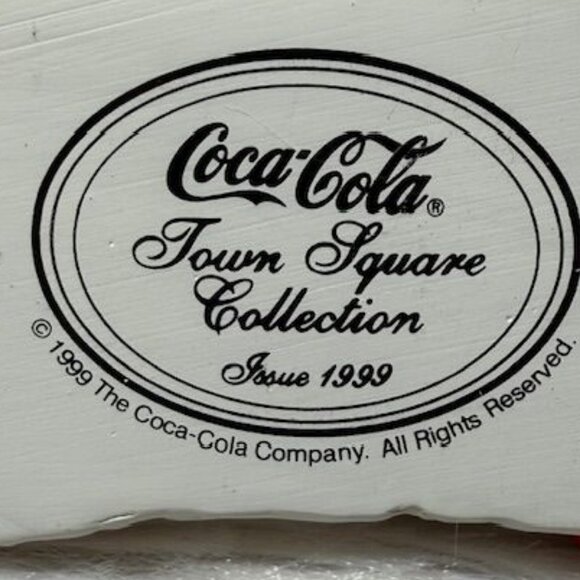 Coca-Cola®
Town Square
Collection
Issue 1999
© 1999 The Coca-Cola Company. All Rights Reserved.